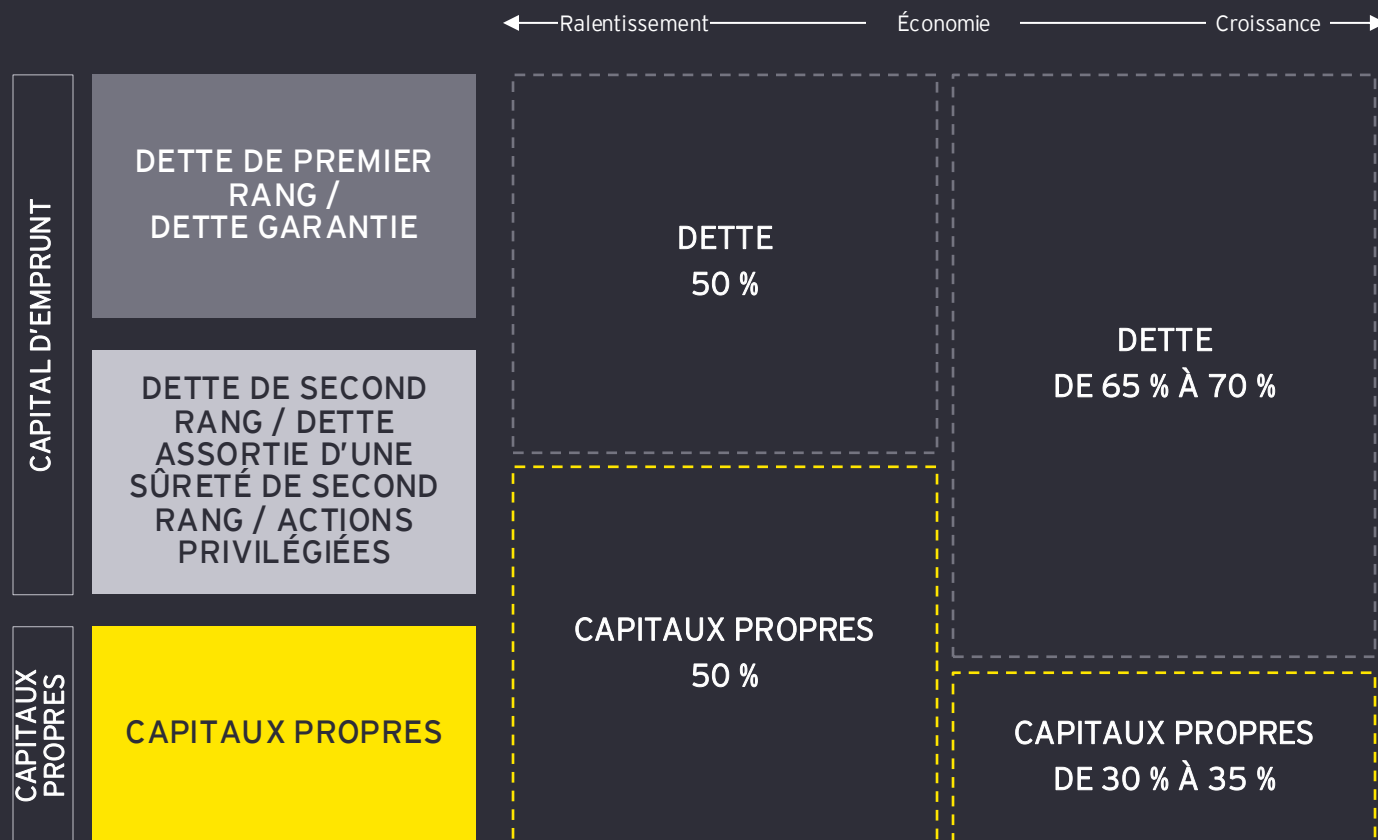 Ralentissement
Économie
Croissance
CAPITAL D'EMPRUNT
DETTE DE PREMIER
RANG /
DETTE GARANTIE
DETTE DE SECOND
RANG / DETTE
ASSORTIE D'UNE
SÛRETÉ DE SECOND
RANG / ACTIONS
PRIVILÉGIÉES
CAPITAUX
PROPRES
CAPITAUX PROPRES
DETTE
50 %
CAPITAUX PROPRES
50 %
DETTE
DE 65 % À 70 %
CAPITAUX PROPRES
DE 30 % À 35 %